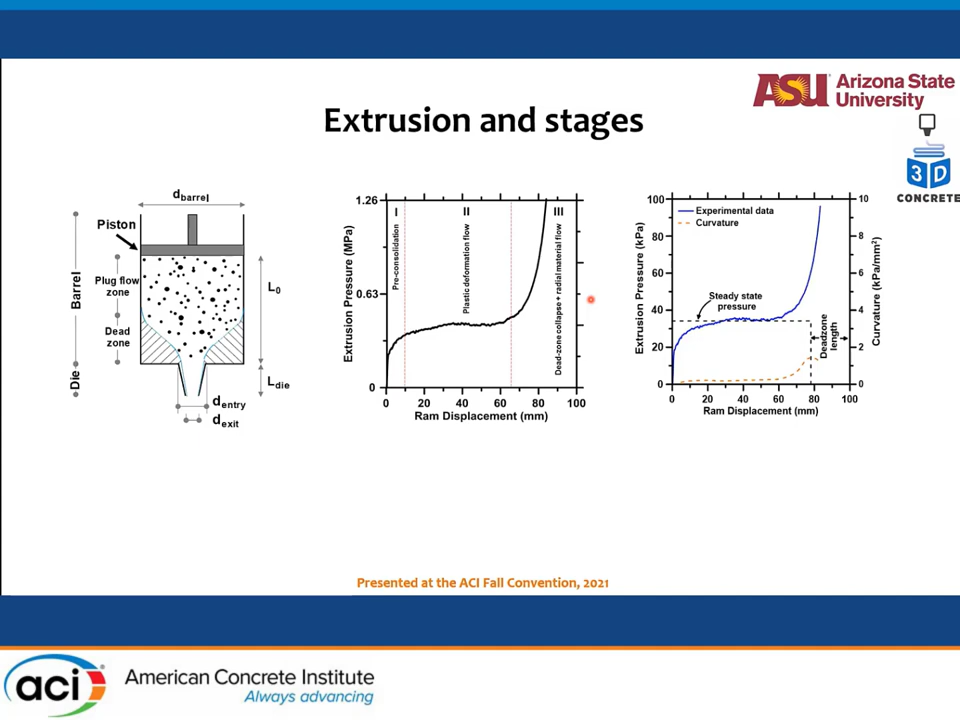 ASU Arizona State
University
Extrusion and stages
3D
CONCRETE
dbarrel
Piston
Barrel
Plug flow
zone
L0
Dead
zone
Die
Ldie
dentry
dexit
Extrusion Pressure (MPa)
1.26
0.63
0
I
II
III
Pre-consolidation
Plastic deformation flow
Dead-zone collapse + radial material flow
0 20 40 60 80 100
Ram Displacement (mm)
Extrusion Pressure (kPa)
100
80
60
40
20
0
Experimental data
Curvature
Steady state
pressure
Deadzone
length
10
8
6
4
2
0
Curvature (kPa/mm²)
0 20 40 60 80 100
Ram Displacement (mm)
Presented at the ACI Fall Convention, 2021
aci American Concrete Institute
Always advancing